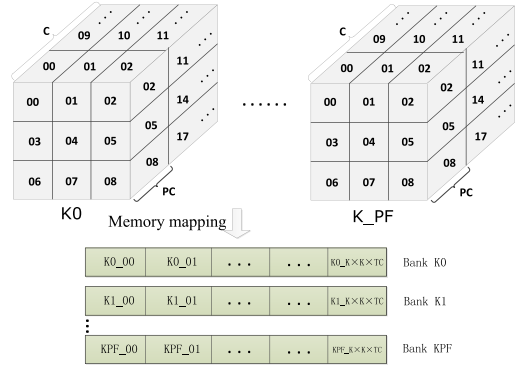 C
09 10 11
00 01 02
11
02
00 01 02
14
05
03 04 05
17
08
06 07 08
PC
K0
......
C
09 10 11
00 01 02
11
02
00 01 02
14
05
03 04 05
17
08
06 07 08
PC
K_PF
Memory mapping
K0_00 K0_01 ... ... K0_K×K×TC Bank K0
K1_00 K1_01 ... ... K1_K×K×TC Bank K1
KPF_00 KPF_01 ... ... KPF_K×K×TC Bank KPF